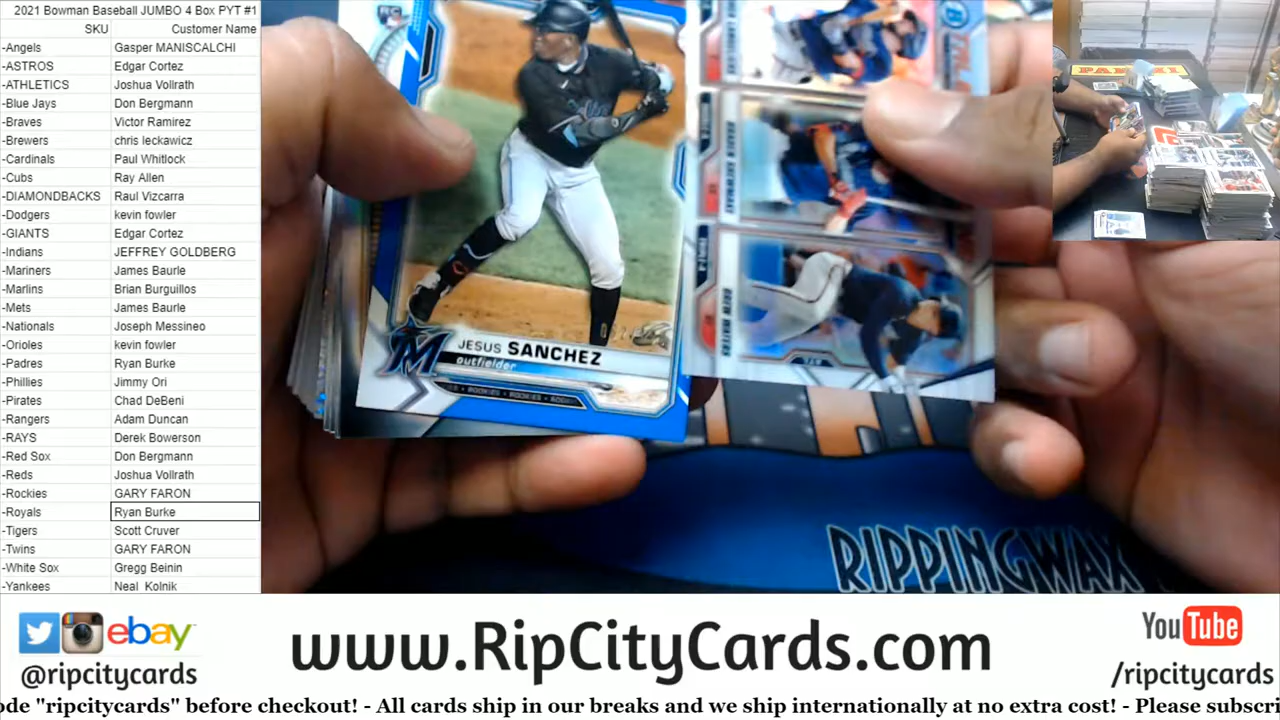 2021 Bowman Baseball JUMBO 4 Box PYT #1
SKU Customer Name
-Angels Gasper MANISCALCHI
-ASTROS Edgar Cortez
-ATHLETICS Joshua Vollrath
-Blue Jays Don Bergmann
-Braves Victor Ramirez
-Brewers chris leckawicz
-Cardinals Paul Whitlock
-Cubs Ray Allen
-DIAMONDBACKS Raul Vizcarra
-Dodgers kevin fowler
-GIANTS Edgar Cortez
-Indians JEFFREY GOLDBERG
-Mariners James Baurle
-Marlins Brian Burguillos
-Mets James Baurle
-Nationals Joseph Messineo
-Orioles kevin fowler
-Padres Ryan Burke
-Phillies Jimmy Ori
-Pirates Chad DeBeni
-Rangers Adam Duncan
-RAYS Derek Bowerson
-Red Sox Don Bergmann
-Reds Joshua Vollrath
-Rockies GARY FARON
-Royals Ryan Burke
-Tigers Scott Cruver
-Twins GARY FARON
-White Sox Gregg Beinin
-Yankees Neal Kolnik
RC
M
JESUS SANCHEZ
outfielder
DREW WATERS
PANINI
RIPPINGWAX
ebay
@ripcitycards
www.RipCityCards.com
YouTube
/ripcitycards
ode "ripcitycards" before checkout! - All cards ship in our breaks and we ship internationally at no extra cost! - Please subscri